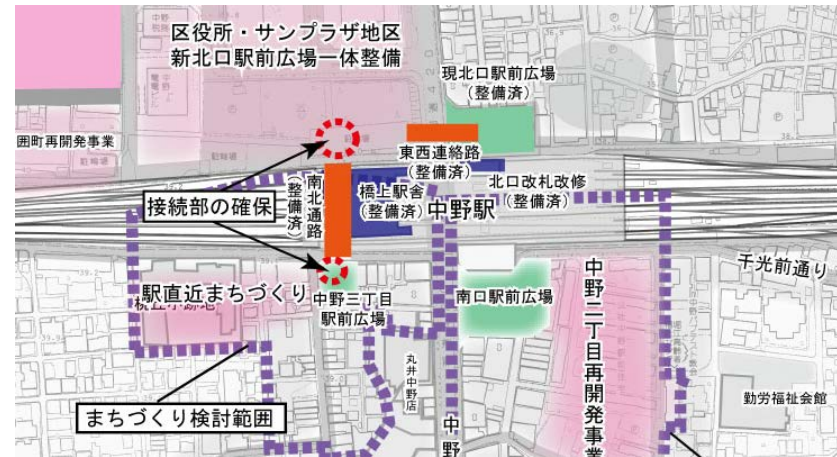 区役所・サンプラザ地区
新北口駅前広場一体整備
現北口駅前広場
(整備済)
囲町再開発事業
東西連絡路
(整備済)
南北通路
(整備済)
橋上駅舎
(整備済)
北口改札改修
(整備済)
中野駅
接続部の確保
千光前通り
駅直近まちづくり
桃丘小跡地
中野三丁目
駅前広場
南口駅前広場
中野二丁目再開発事業
丸井中野店
まちづくり検討範囲
勤労福祉会館
中野